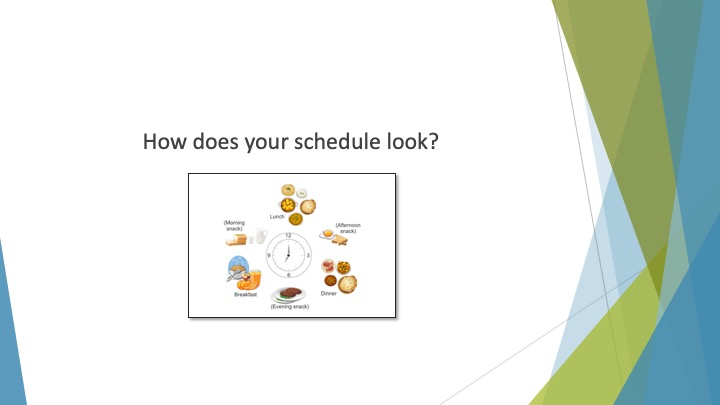 How does your schedule look?
Lunch
(Morning
snack)
(Afternoon
snack)
12
9
3
6
Breakfast
Dinner
(Evening snack)